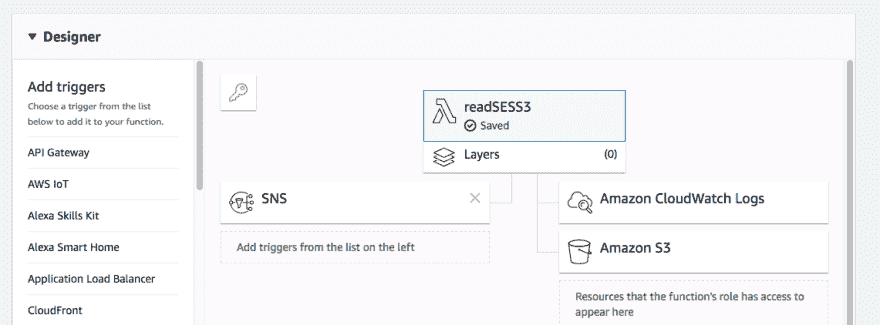 Designer
Add triggers
Choose a trigger from the list
below to add it to your function.
API Gateway
AWS IoT
Alexa Skills Kit
Alexa Smart Home
Application Load Balancer
CloudFront
readSESS3
Saved
Layers (0)
SNS
Add triggers from the list on the left
Amazon CloudWatch Logs
Amazon S3
Resources that the function's role has access to
appear here